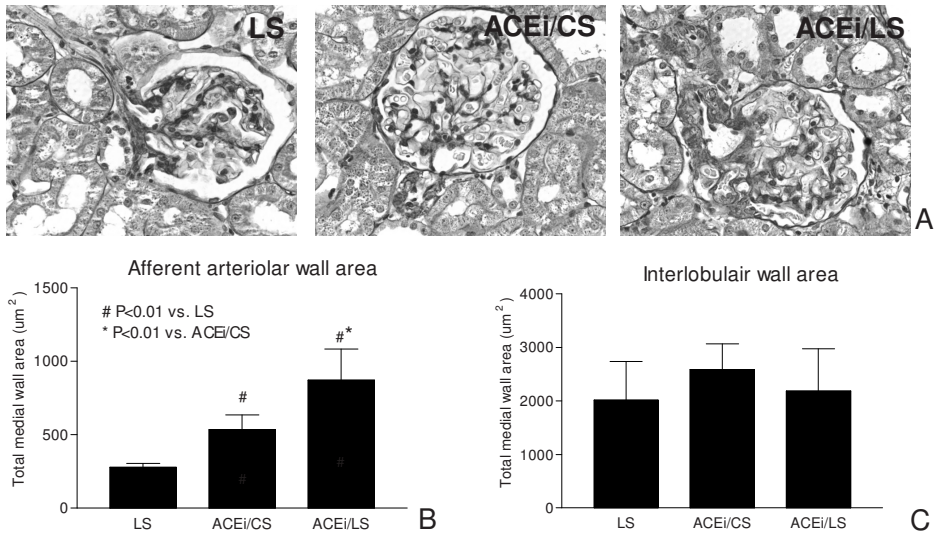 LS
ACEi/CS
ACEi/LS
A
Afferent arteriolar wall area
Total medial wall area (um²)
1500
1000
500
0
# P<0.01 vs. LS
* P<0.01 vs. ACEi/CS
#
#*
#
#
LS
ACEi/CS
ACEi/LS
B
Interlobulair wall area
Total medial wall area (um²)
4000
3000
2000
1000
0
LS
ACEi/CS
ACEi/LS
C